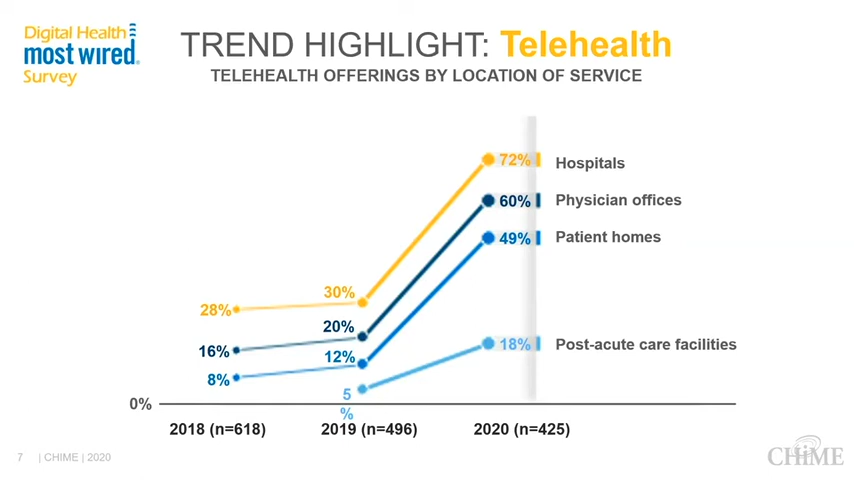 Digital Health
most wired®
Survey
TREND HIGHLIGHT: Telehealth
TELEHEALTH OFFERINGS BY LOCATION OF SERVICE
72%
Hospitals
60%
Physician offices
49%
Patient homes
30%
28%
20%
16%
12%
8%
18%
Post-acute care facilities
5
%
0%
2018 (n=618)
2019 (n=496)
2020 (n=425)
7 | CHIME | 2020
CHiME